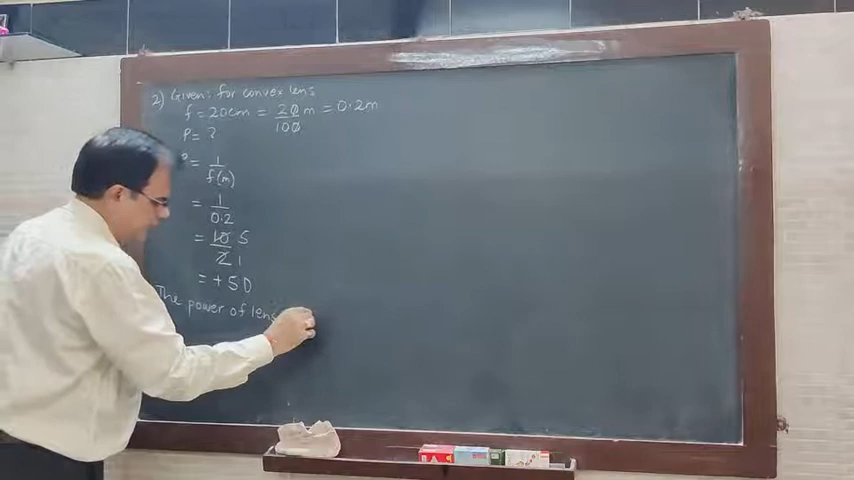 2) Given: for convex lens
f = 20cm = 20/100 m = 0.2m
P = ?
P = 1/f(m)
= 1/0.2
= 10/2 5/1
= +5D
The power of lens